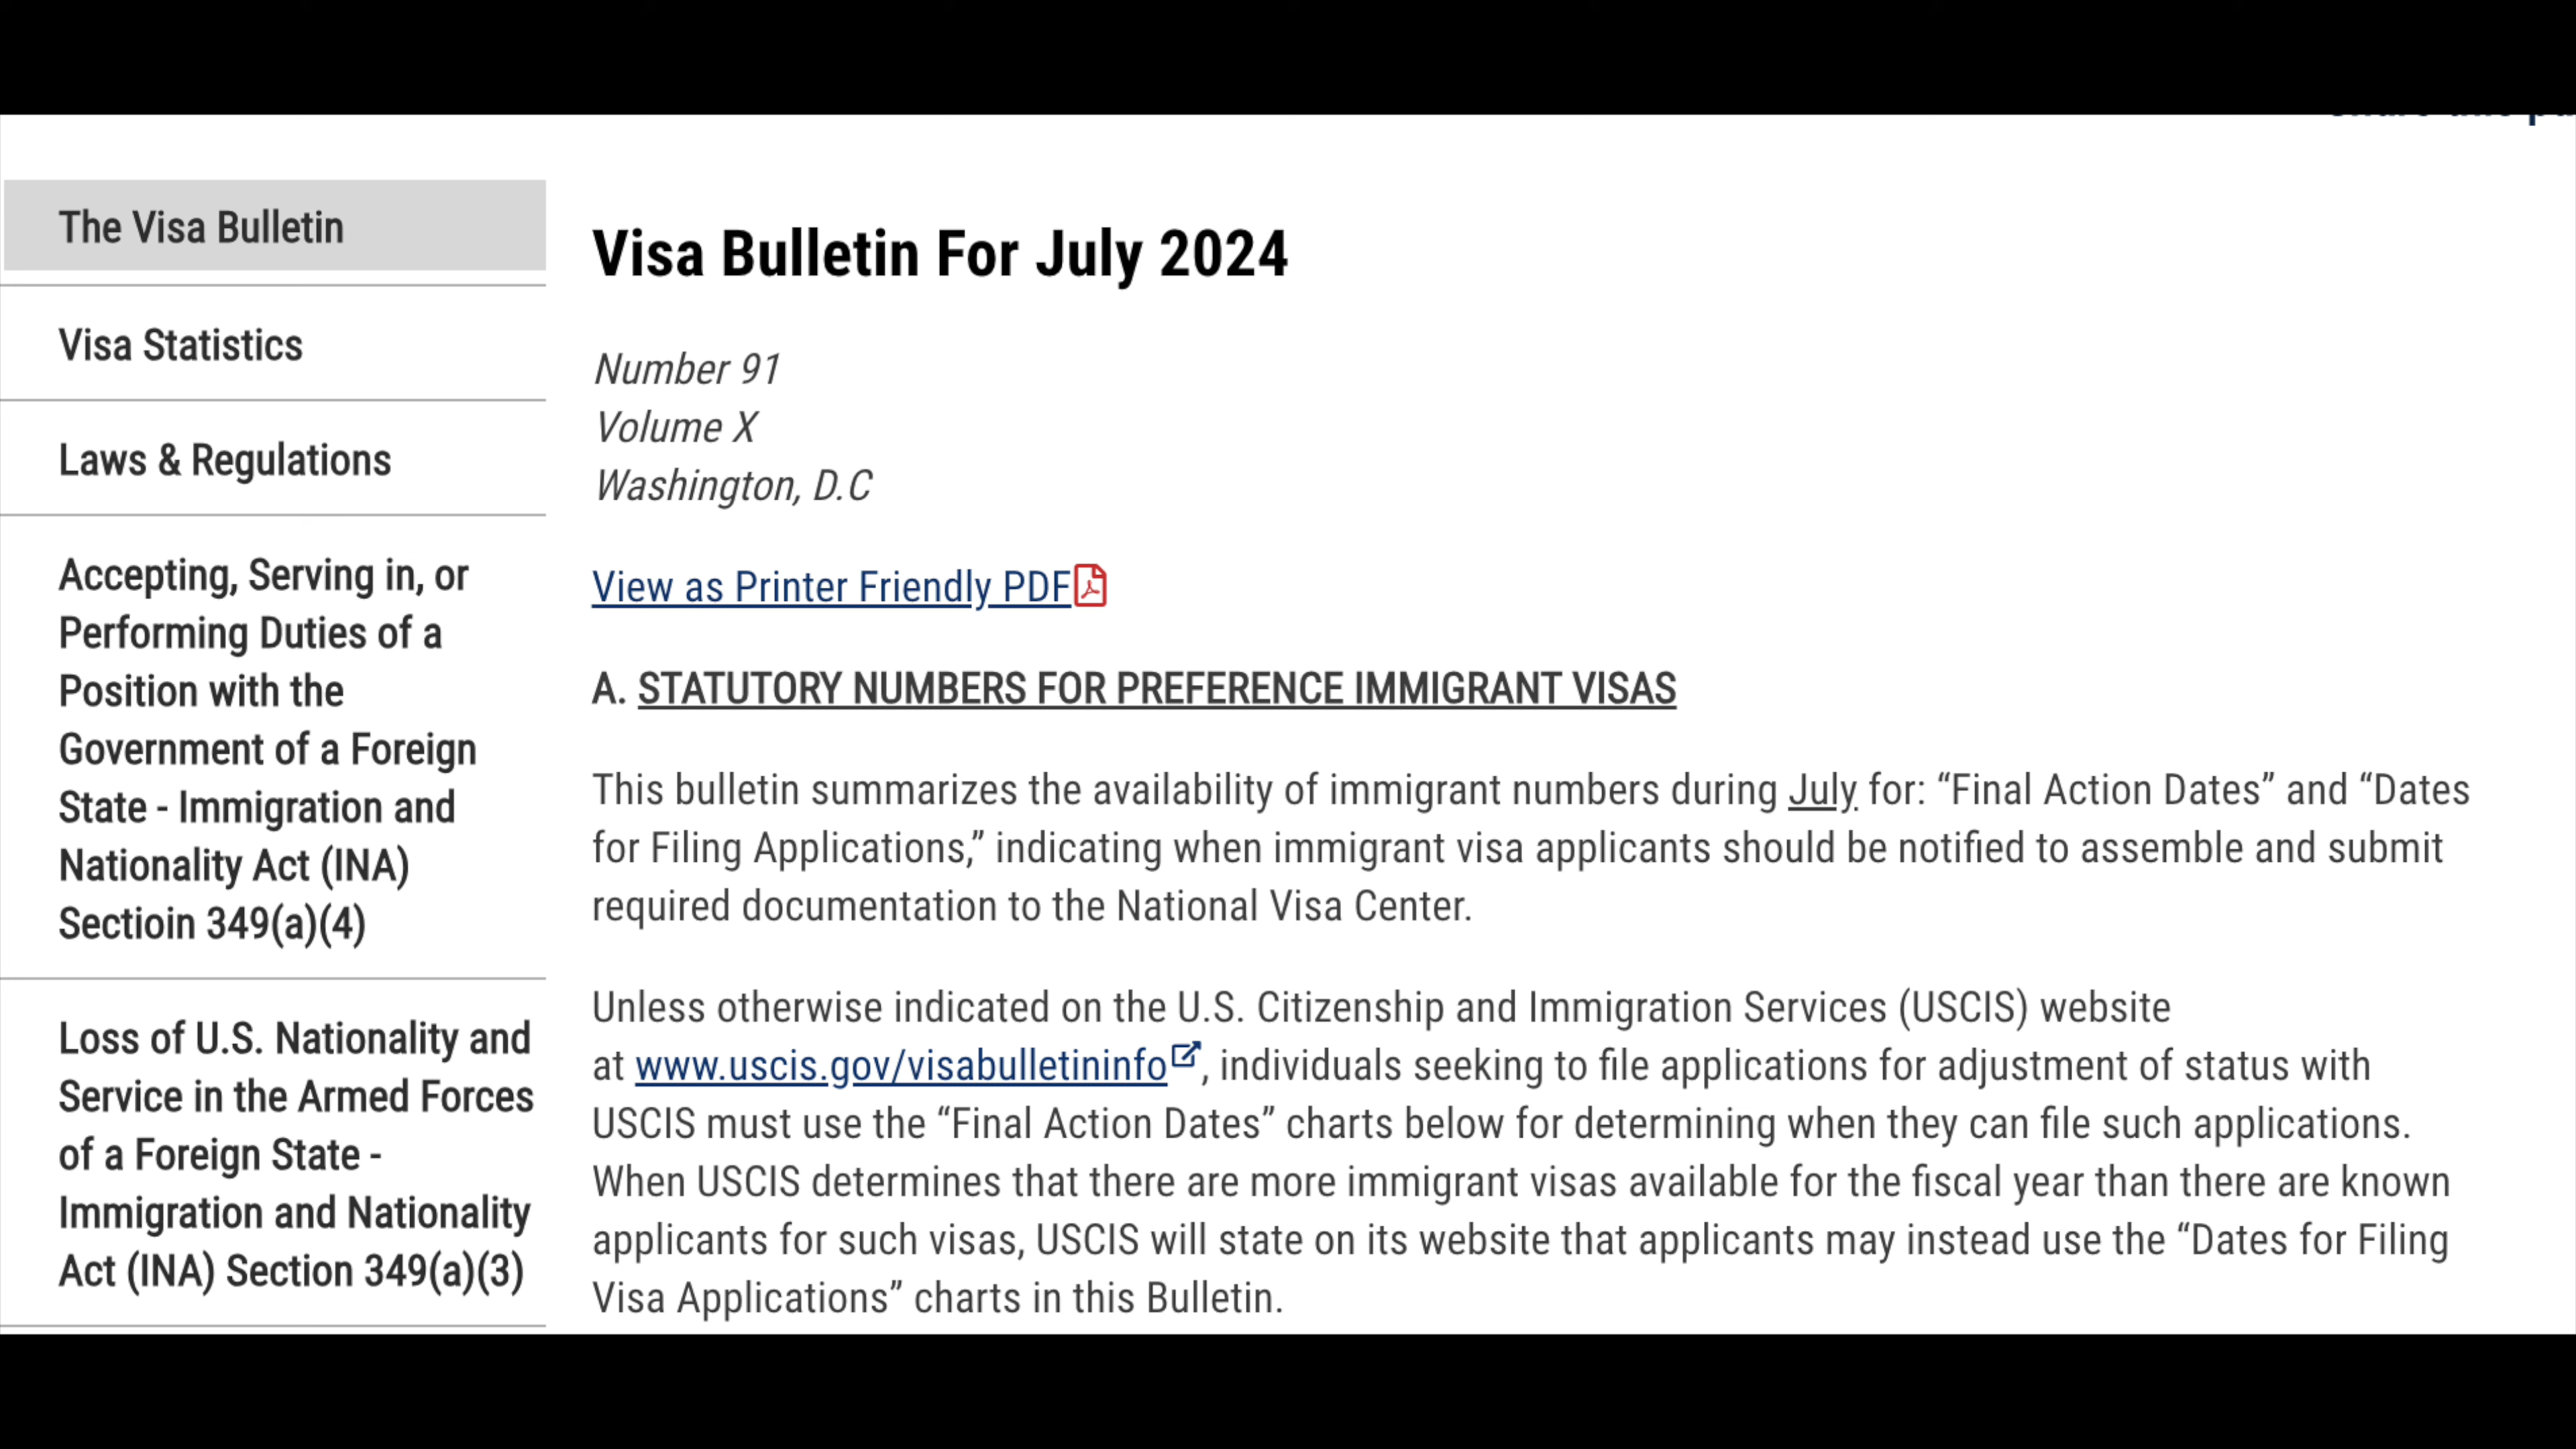 The Visa Bulletin
Visa Statistics
Laws & Regulations
Accepting, Serving in, or
Performing Duties of a
Position with the
Government of a Foreign
State - Immigration and
Nationality Act (INA)
Sectioin 349(a)(4)
Loss of U.S. Nationality and
Service in the Armed Forces
of a Foreign State -
Immigration and Nationality
Act (INA) Section 349(a)(3)
Visa Bulletin For July 2024
Number 91
Volume X
Washington, D.C
View as Printer Friendly PDF
A. STATUTORY NUMBERS FOR PREFERENCE IMMIGRANT VISAS
This bulletin summarizes the availability of immigrant numbers during July for: “Final Action Dates” and “Dates
for Filing Applications,” indicating when immigrant visa applicants should be notified to assemble and submit
required documentation to the National Visa Center.
Unless otherwise indicated on the U.S. Citizenship and Immigration Services (USCIS) website
at www.uscis.gov/visabulletininfo, individuals seeking to file applications for adjustment of status with
USCIS must use the “Final Action Dates” charts below for determining when they can file such applications.
When USCIS determines that there are more immigrant visas available for the fiscal year than there are known
applicants for such visas, USCIS will state on its website that applicants may instead use the “Dates for Filing
Visa Applications” charts in this Bulletin.